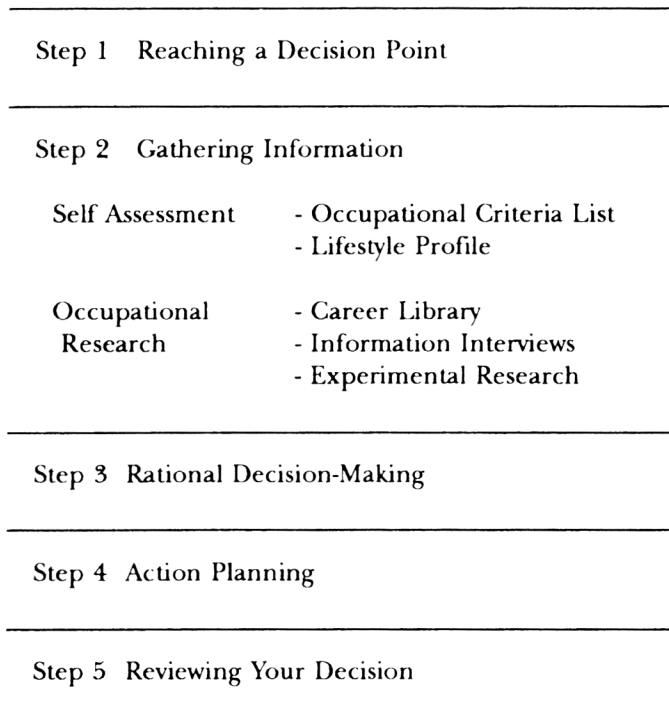 Step 1 Reaching a Decision Point
Step 2 Gathering Information
Self Assessment - Occupational Criteria List
- Lifestyle Profile
Occupational - Career Library
Research - Information Interviews
- Experimental Research
Step 3 Rational Decision-Making
Step 4 Action Planning
Step 5 Reviewing Your Decision